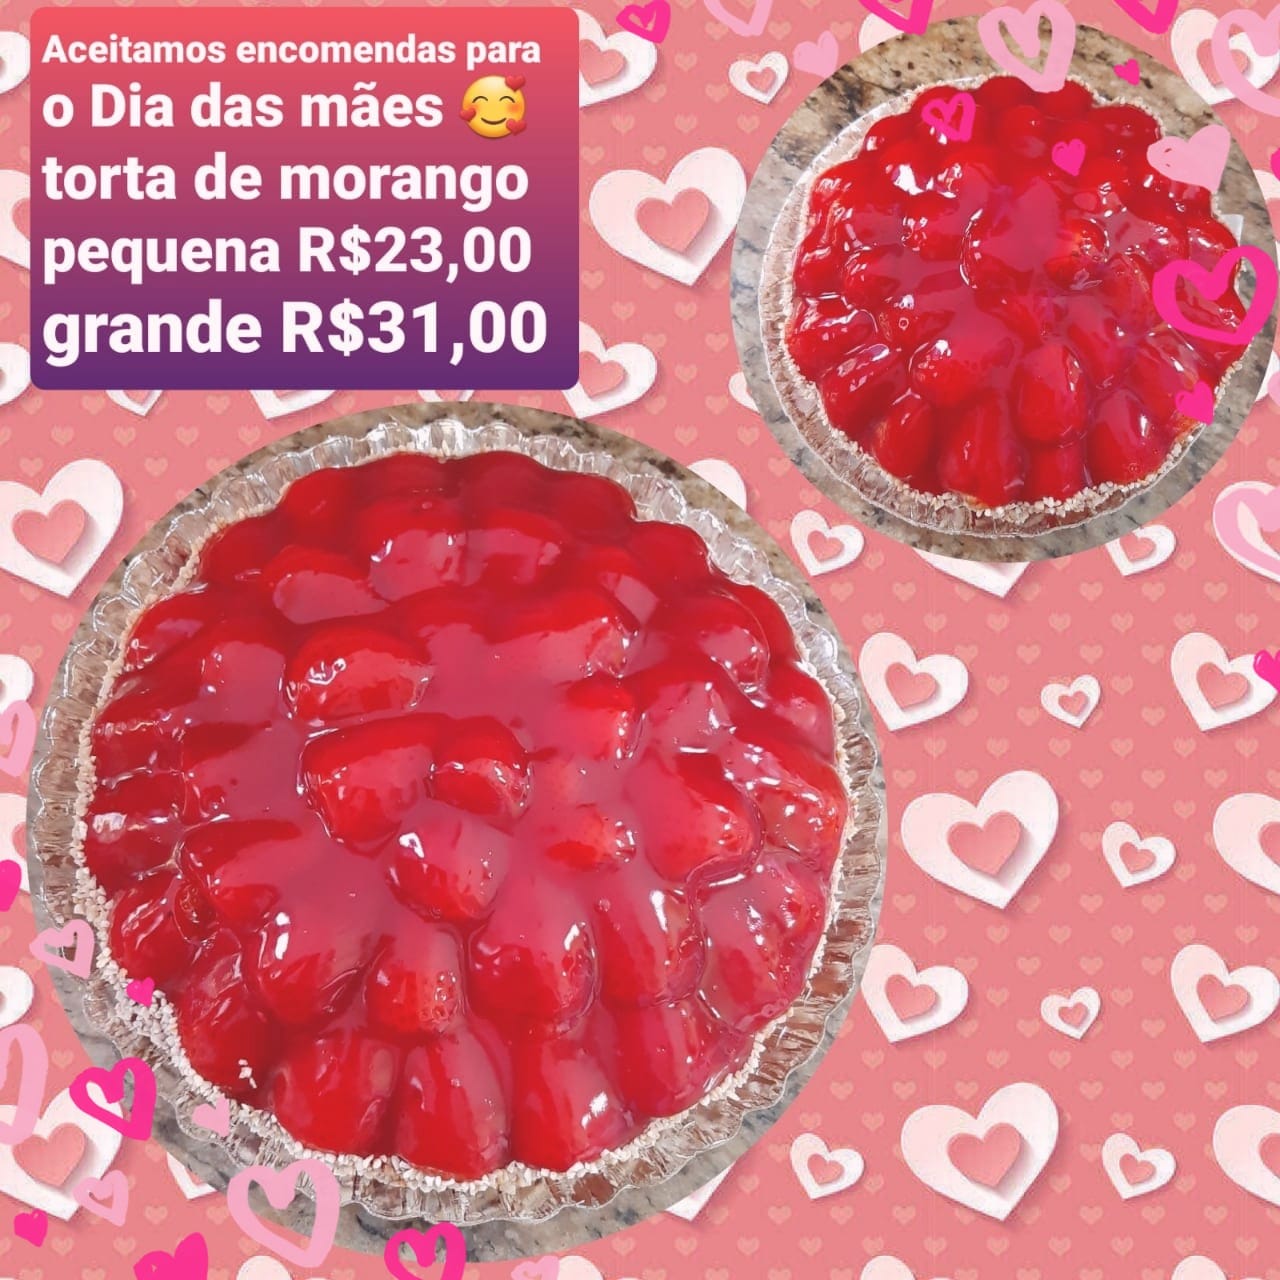 Aceitamos encomendas para
o Dia das mães 🥰
torta de morango
pequena R$23,00
grande R$31,00